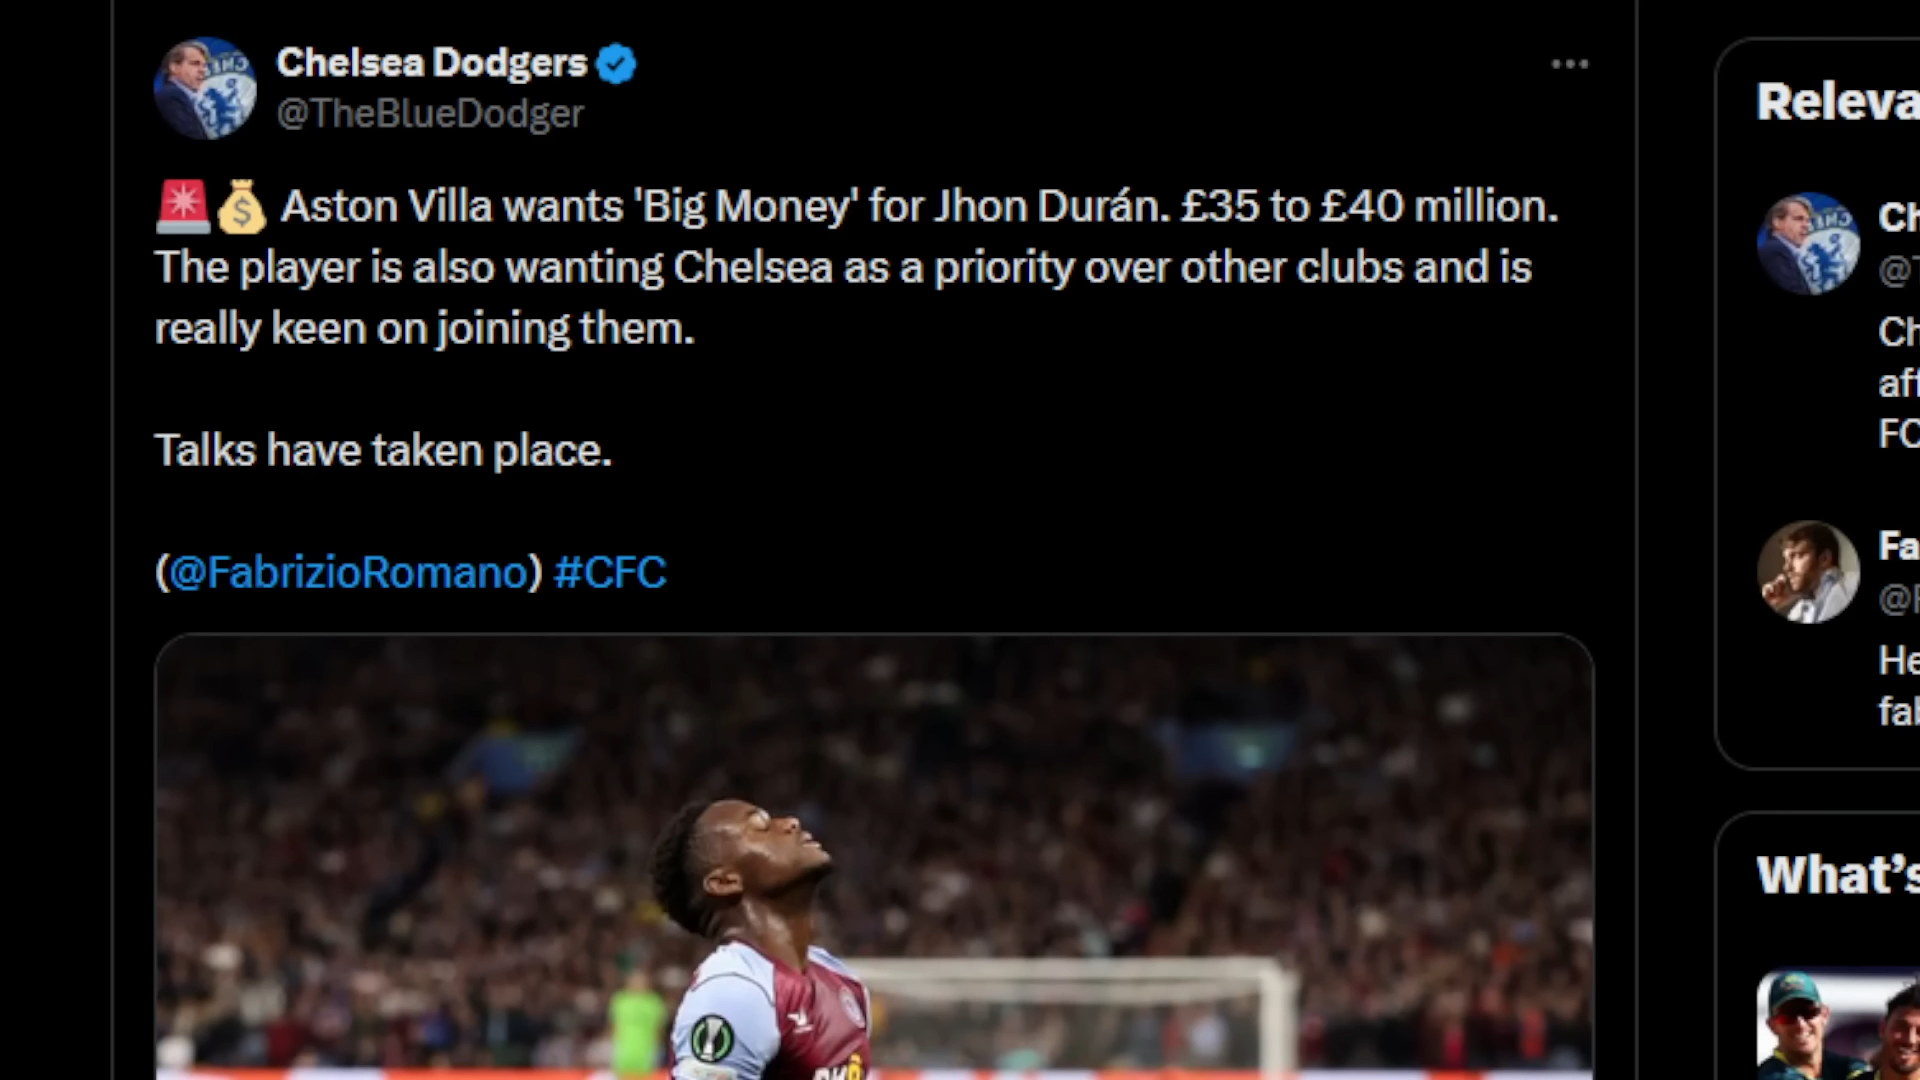 Chelsea Dodgers
@TheBlueDodger
Aston Villa wants 'Big Money' for Jhon Durán. £35 to £40 million.
The player is also wanting Chelsea as a priority over other clubs and is
really keen on joining them.
Talks have taken place.
(@FabrizioRomano) #CFC
What's